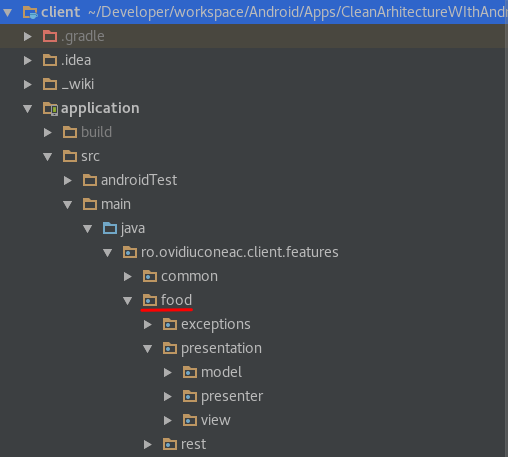 client ~/Developer/workspace/Android/Apps/CleanArhitectureWIthAndr
.gradle
.idea
_wiki
application
build
src
androidTest
main
java
ro.ovidiuconeac.client.features
common
food
exceptions
presentation
model
presenter
view
rest